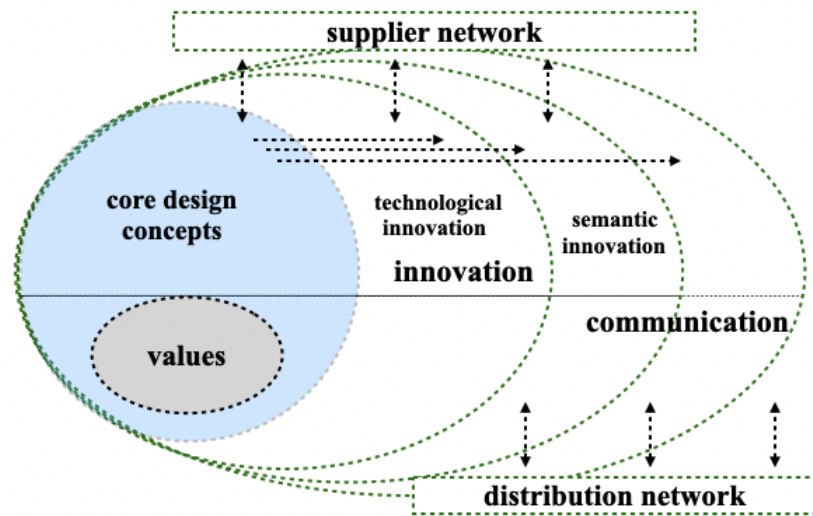 supplier network
core design
concepts
technological
innovation
semantic
innovation
innovation
communication
values
distribution network